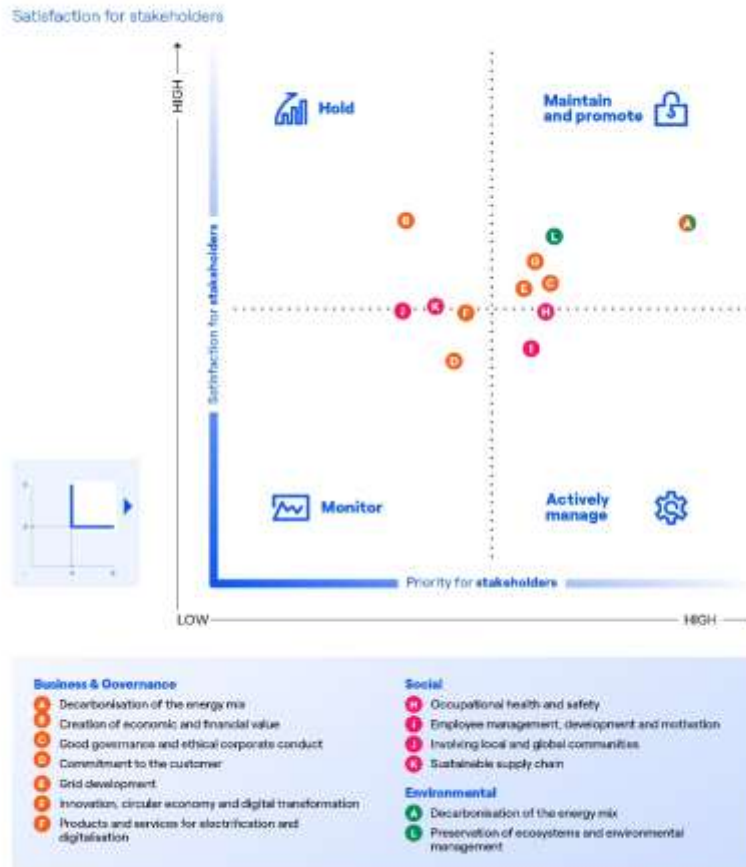 Satisfaction for stakeholders
HIGH
Hold
Maintain
and promote
B
A
L
G
C
E
J
K
F
H
I
D
Satisfaction for stakeholders
Monitor
Actively
manage
Priority for stakeholders
LOW
HIGH
Business & Governance
A Decarbonisation of the energy mix
B Creation of economic and financial value
C Good governance and ethical corporate conduct
D Commitment to the customer
E Grid development
Innovation, circular economy and digital transformation
Products and services for electrification and
digitalisation
Social
H Occupational health and safety
I Employee management, development and motivation
J Involving local and global communities
K Sustainable supply chain
Environmental
A Decarbonisation of the energy mix
L Preservation of ecosystems and environmental
management